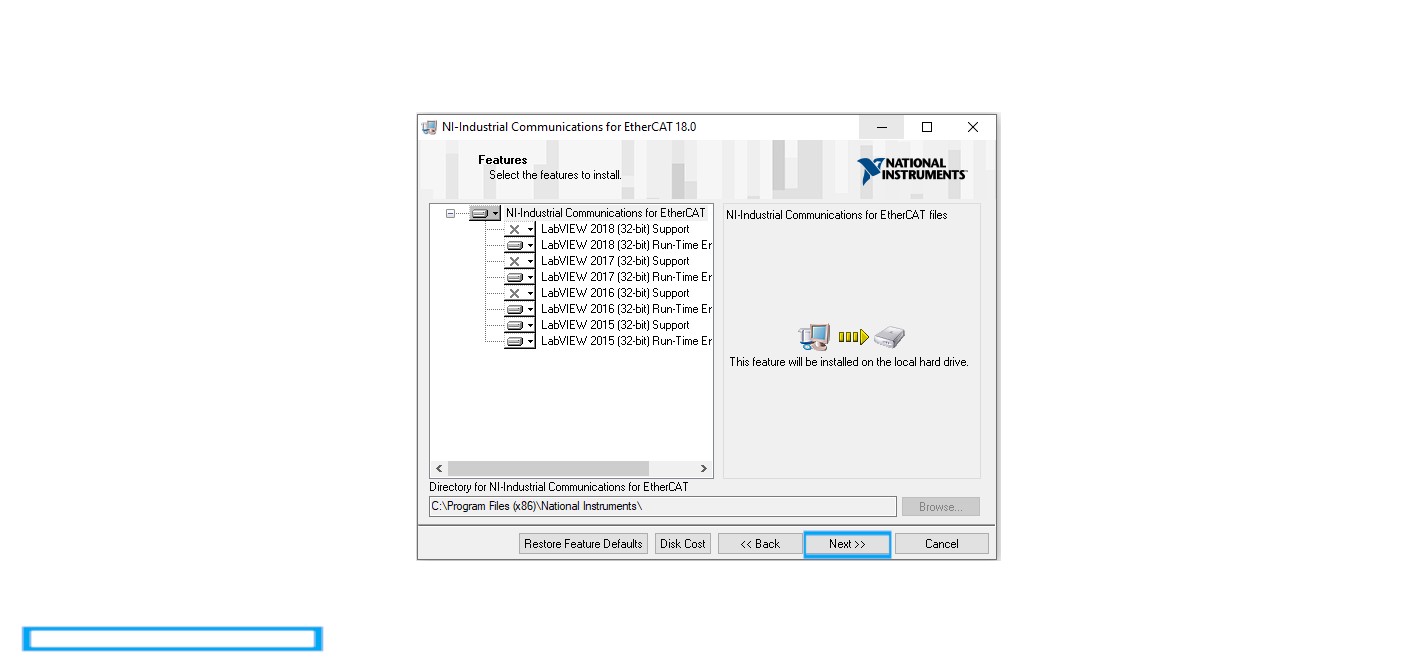 NI-Industrial Communications for EtherCAT 18.0
Features
Select the features to install.
NATIONAL
INSTRUMENTS
NI-Industrial Communications for EtherCAT
LabVIEW 2018 (32-bit) Support
LabVIEW 2018 (32-bit) Run-Time Er
LabVIEW 2017 (32-bit) Support
LabVIEW 2017 (32-bit) Run-Time Er
LabVIEW 2016 (32-bit) Support
LabVIEW 2016 (32-bit) Run-Time Er
LabVIEW 2015 (32-bit) Support
LabVIEW 2015 (32-bit) Run-Time Er
NI-Industrial Communications for EtherCAT files
This feature will be installed on the local hard drive.
Directory for NI-Industrial Communications for EtherCAT
C:\Program Files (x86)\National Instruments\
Browse...
Restore Feature Defaults
Disk Cost
<< Back
Next >>
Cancel